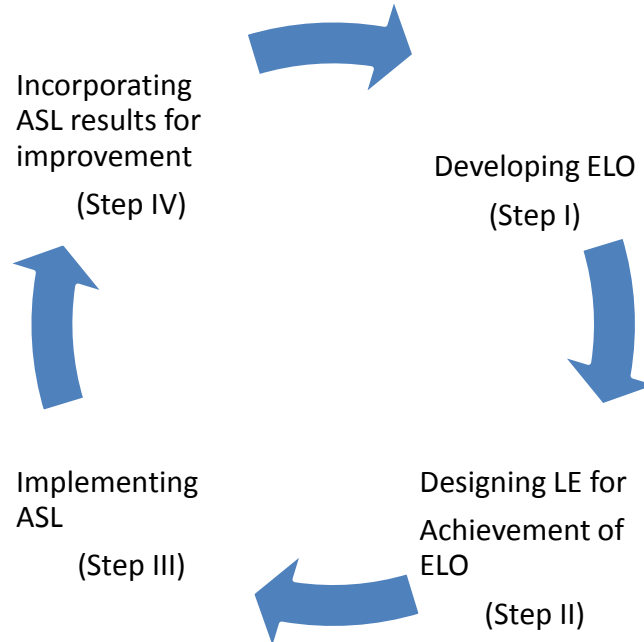 Developing ELO
(Step I)
Designing LE for
Achievement of
ELO
(Step II)
Implementing
ASL
(Step III)
Incorporating
ASL results for
improvement
(Step IV)